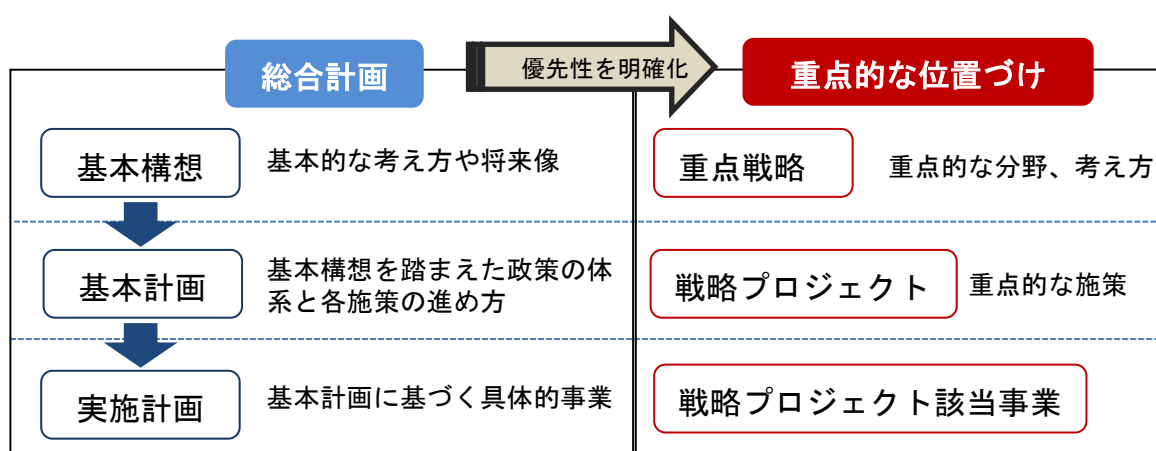 総合計画
優先性を明確化
重点的な位置づけ
基本構想
基本的な考え方や将来像
重点戦略
重点的な分野、考え方
基本計画
基本構想を踏まえた政策の体
系と各施策の進め方
戦略プロジェクト
重点的な施策
実施計画
基本計画に基づく具体的事業
戦略プロジェクト該当事業